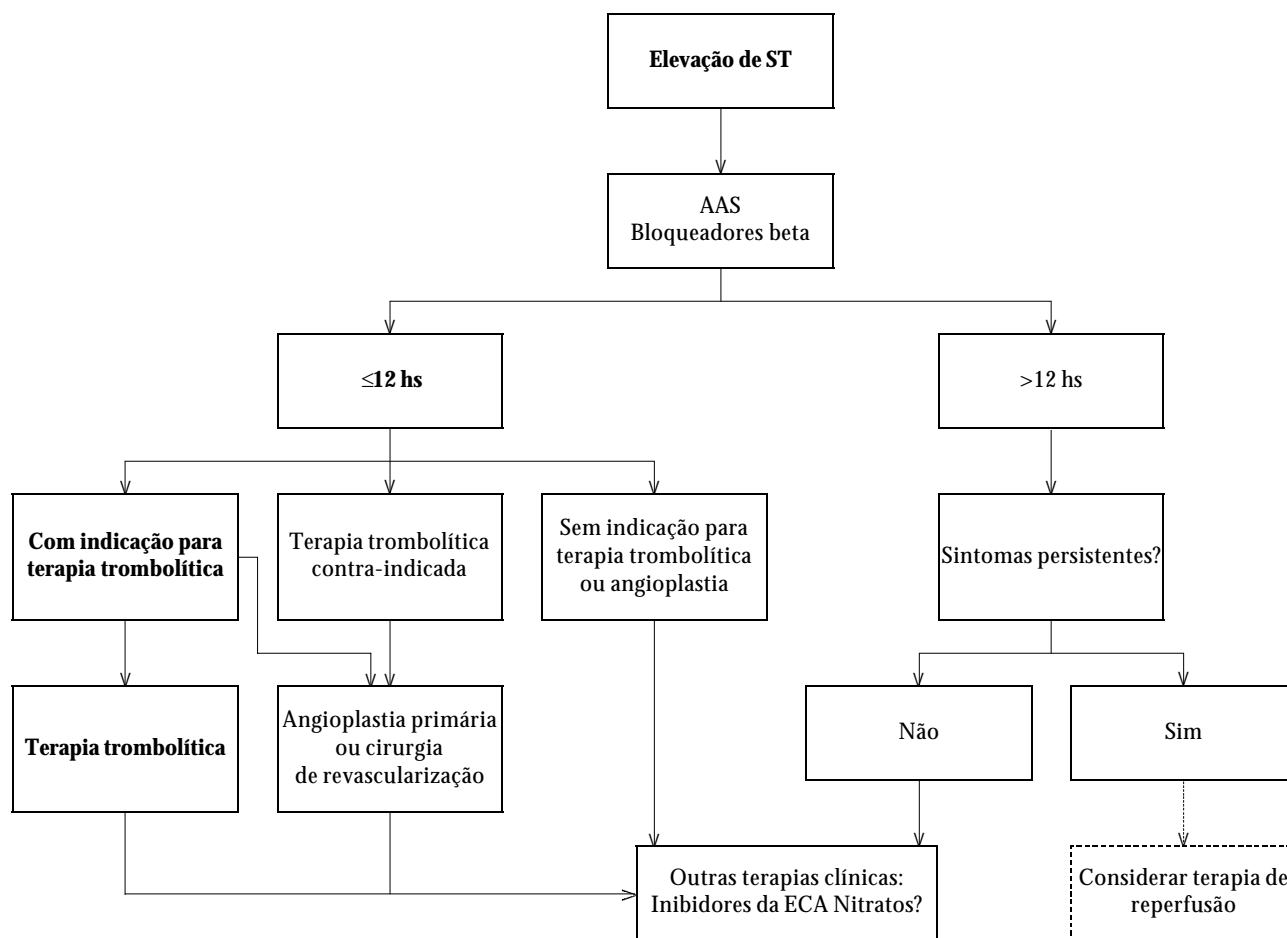 Elevação de ST
AAS
Bloqueadores beta
≤12 hs
>12 hs
Com indicação para
terapia trombolítica
Terapia trombolítica
contra-indicada
Sem indicação para
terapia trombolítica
ou angioplastia
Sintomas persistentes?
Terapia trombolítica
Angioplastia primária
ou cirurgia
de revascularização
Não
Sim
Outras terapias clínicas:
Inibidores da ECA Nitratos?
Considerar terapia de
reperfusão